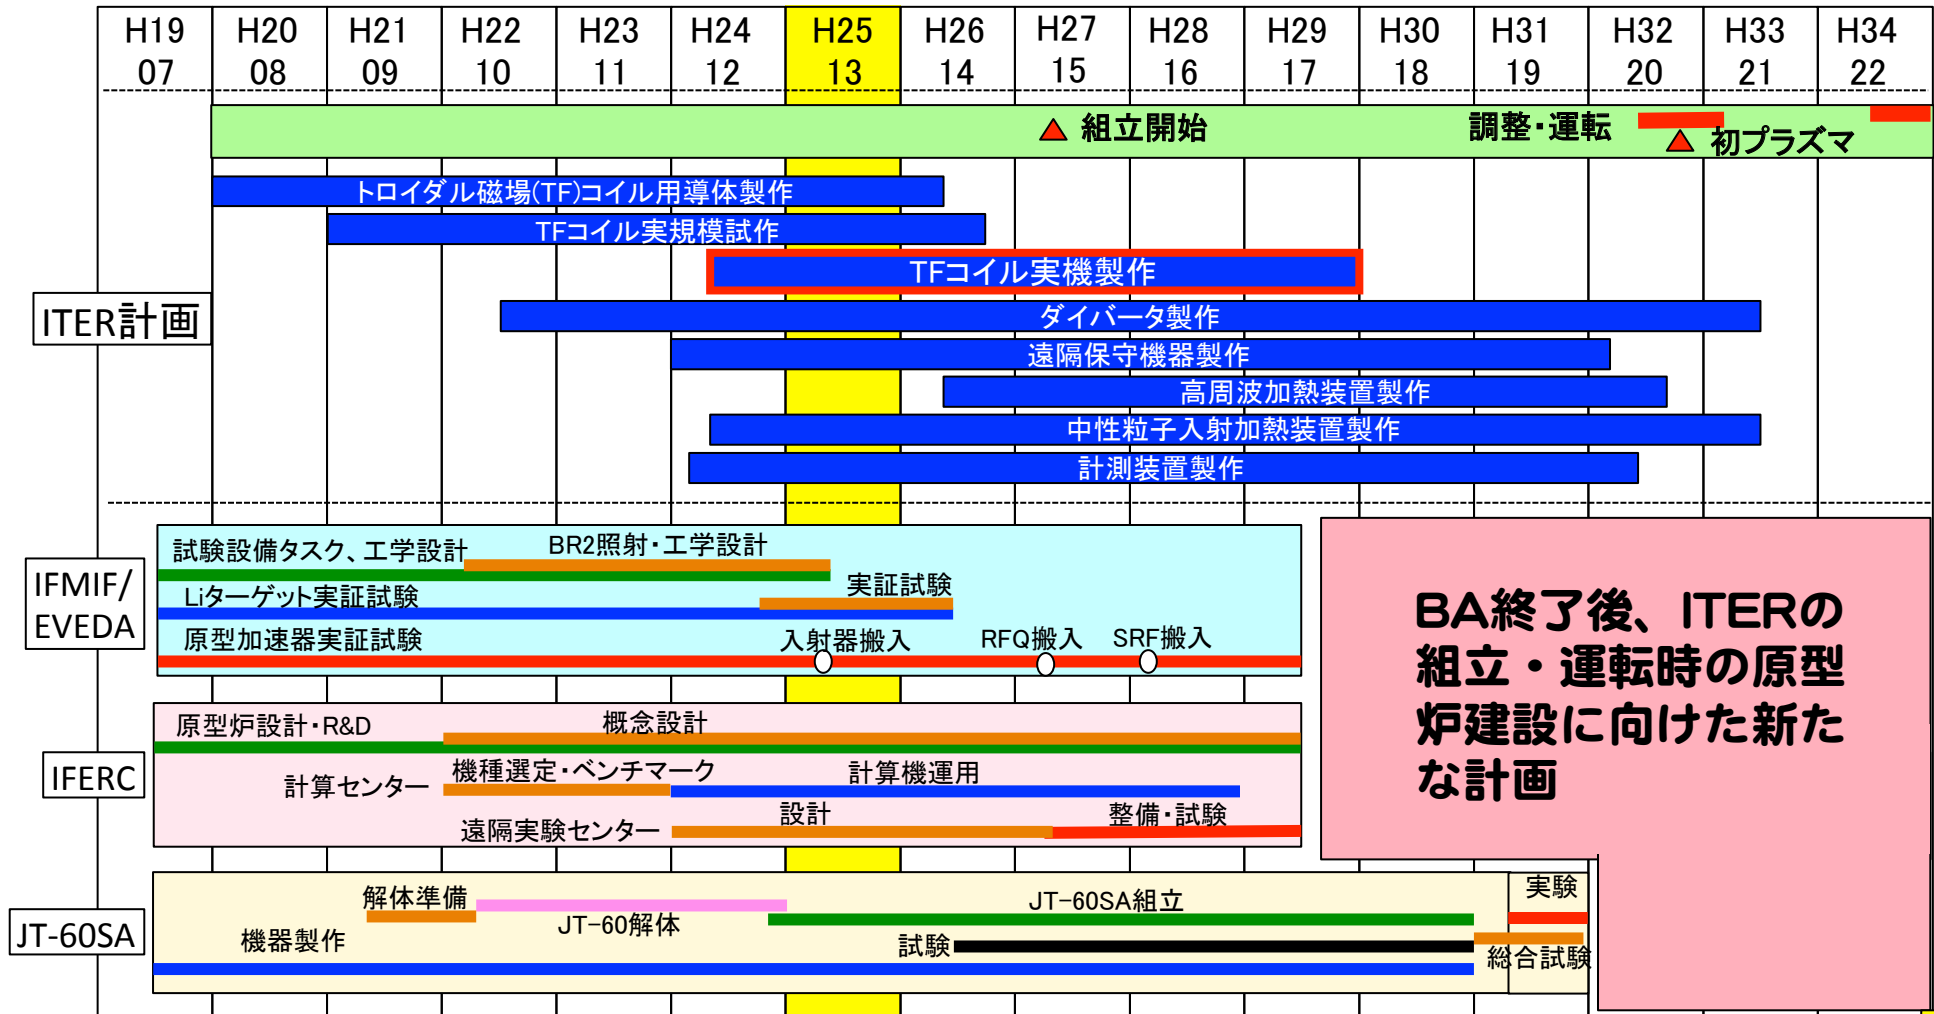 H19 H20 H21 H22 H23 H24 H25 H26 H27 H28 H29 H30 H31 H32 H33 H34
07 08 09 10 11 12 13 14 15 16 17 18 19 20 21 22
組立開始
調整・運転
初プラズマ
ITER計画
トロイダル磁場(TF)コイル用導体製作
TFコイル実規模試作
TFコイル実機製作
ダイバータ製作
遠隔保守機器製作
高周波加熱装置製作
中性粒子入射加熱装置製作
計測装置製作
IFMIF/
EVEDA
試験設備タスク、工学設計
BR2照射・工学設計
Liターゲット実証試験
実証試験
原型加速器実証試験
入射器搬入
RFQ搬入
SRF搬入
IFERC
原型炉設計・R&D
概念設計
計算センター
機種選定・ベンチマーク
計算機運用
遠隔実験センター
設計
整備・試験
BA終了後、ITERの
組立・運転時の原型
炉建設に向けた新た
な計画
JT-60SA
解体準備
JT-60解体
JT-60SA組立
実験
機器製作
試験
総合試験